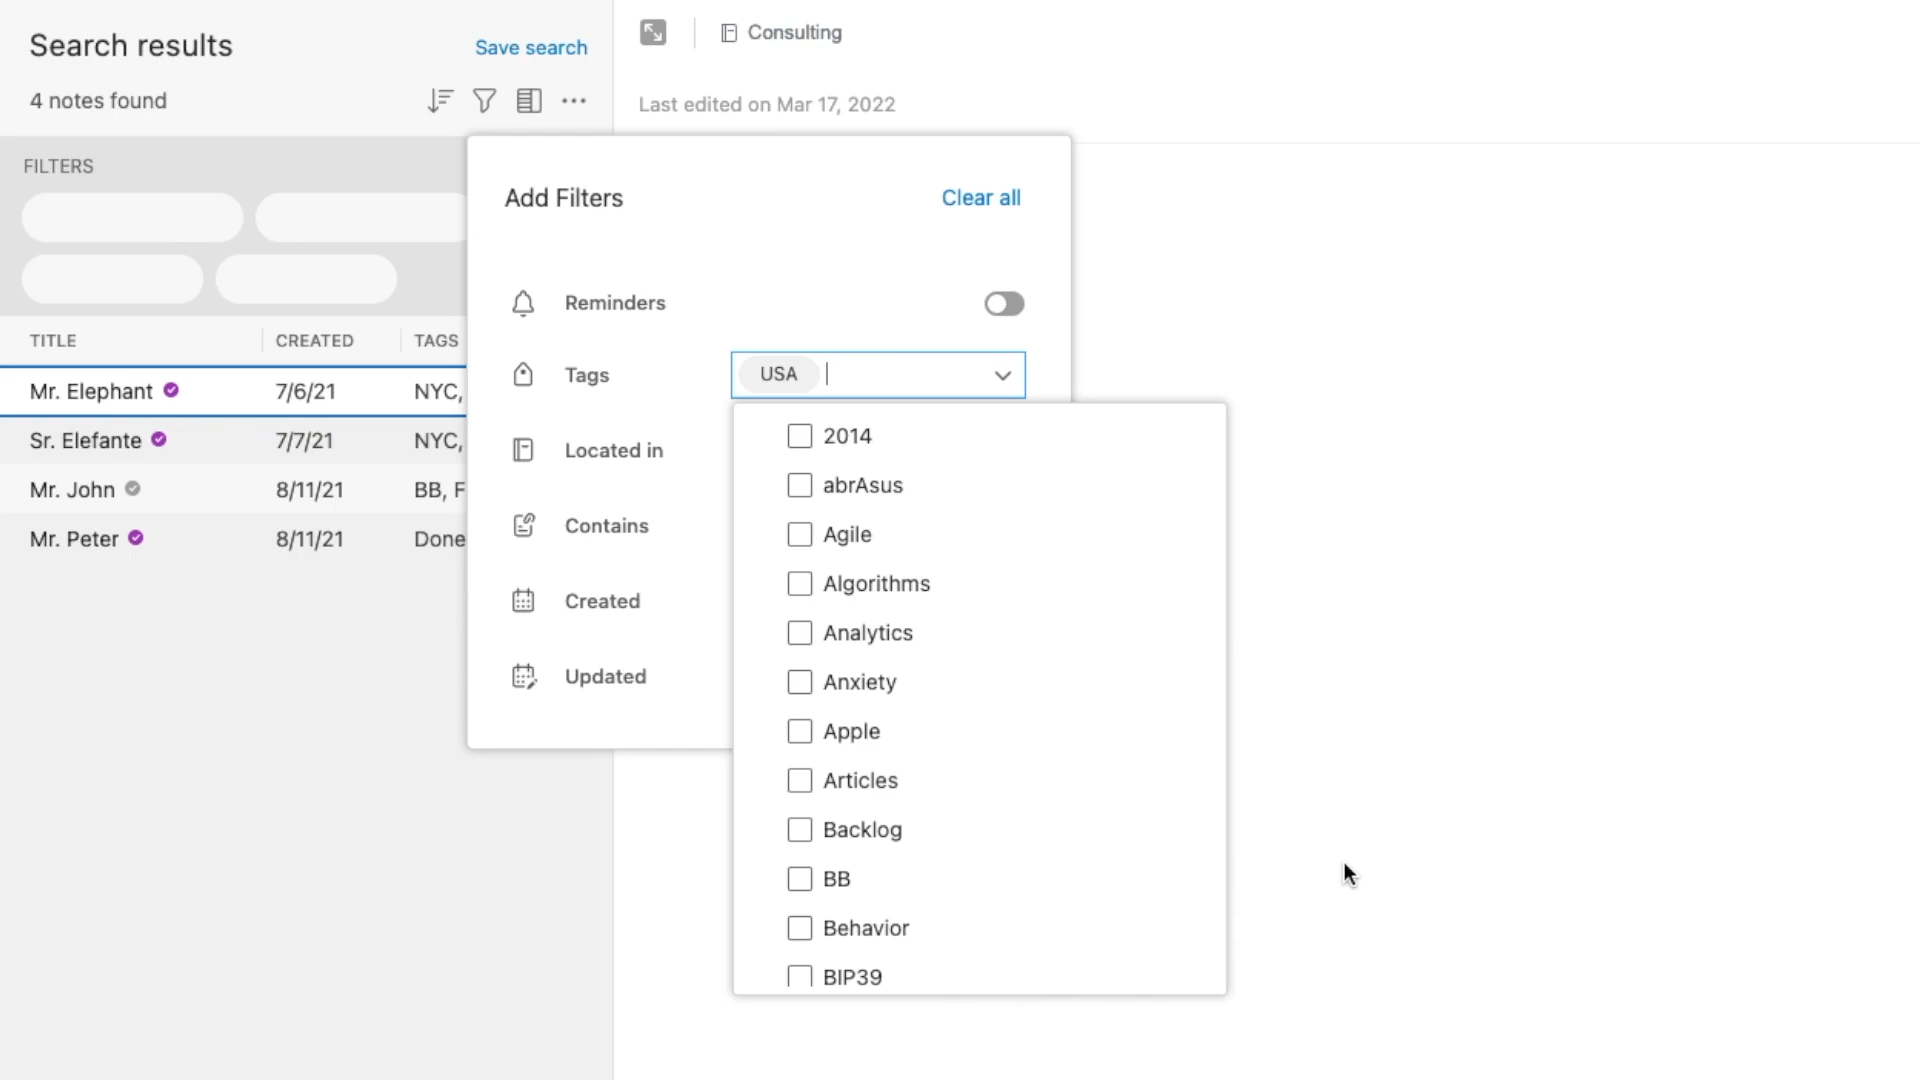 Search results
Save search
4 notes found
Consulting
Last edited on Mar 17, 2022
FILTERS
TITLE CREATED TAGS
Mr. Elephant 7/6/21 NYC,
Sr. Elefante 7/7/21 NYC,
Mr. John 8/11/21 BB, F
Mr. Peter 8/11/21 Done
Add Filters
Clear all
Reminders
Tags
USA
Located in
Contains
Created
Updated
2014
abrAsus
Agile
Algorithms
Analytics
Anxiety
Apple
Articles
Backlog
BB
Behavior
BIP39